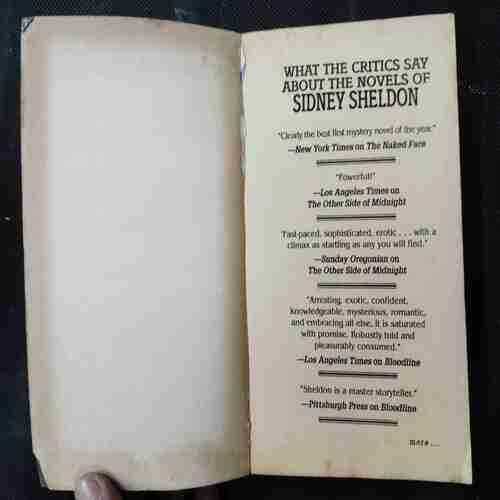 WHAT THE CRITICS SAY
ABOUT THE NOVELS OF
SIDNEY SHELDON
"Clearly the best first mystery novel of the year."
—New York Times on The Naked Face
"Powerful!"
—Los Angeles Times on
The Other Side of Midnight
"Fast-paced, sophisticated, erotic . . . with a
climax as startling as any you will find."
—Sunday Oregonian on
The Other Side of Midnight
"Arresting, exotic, confident,
knowledgeable, mysterious, romantic,
and embracing all else, it is saturated
with promise. Robustly told and
pleasurably consumed."
—Los Angeles Times on Bloodline
"Sheldon is a master storyteller."
—Pittsburgh Press on Bloodline
more . . .